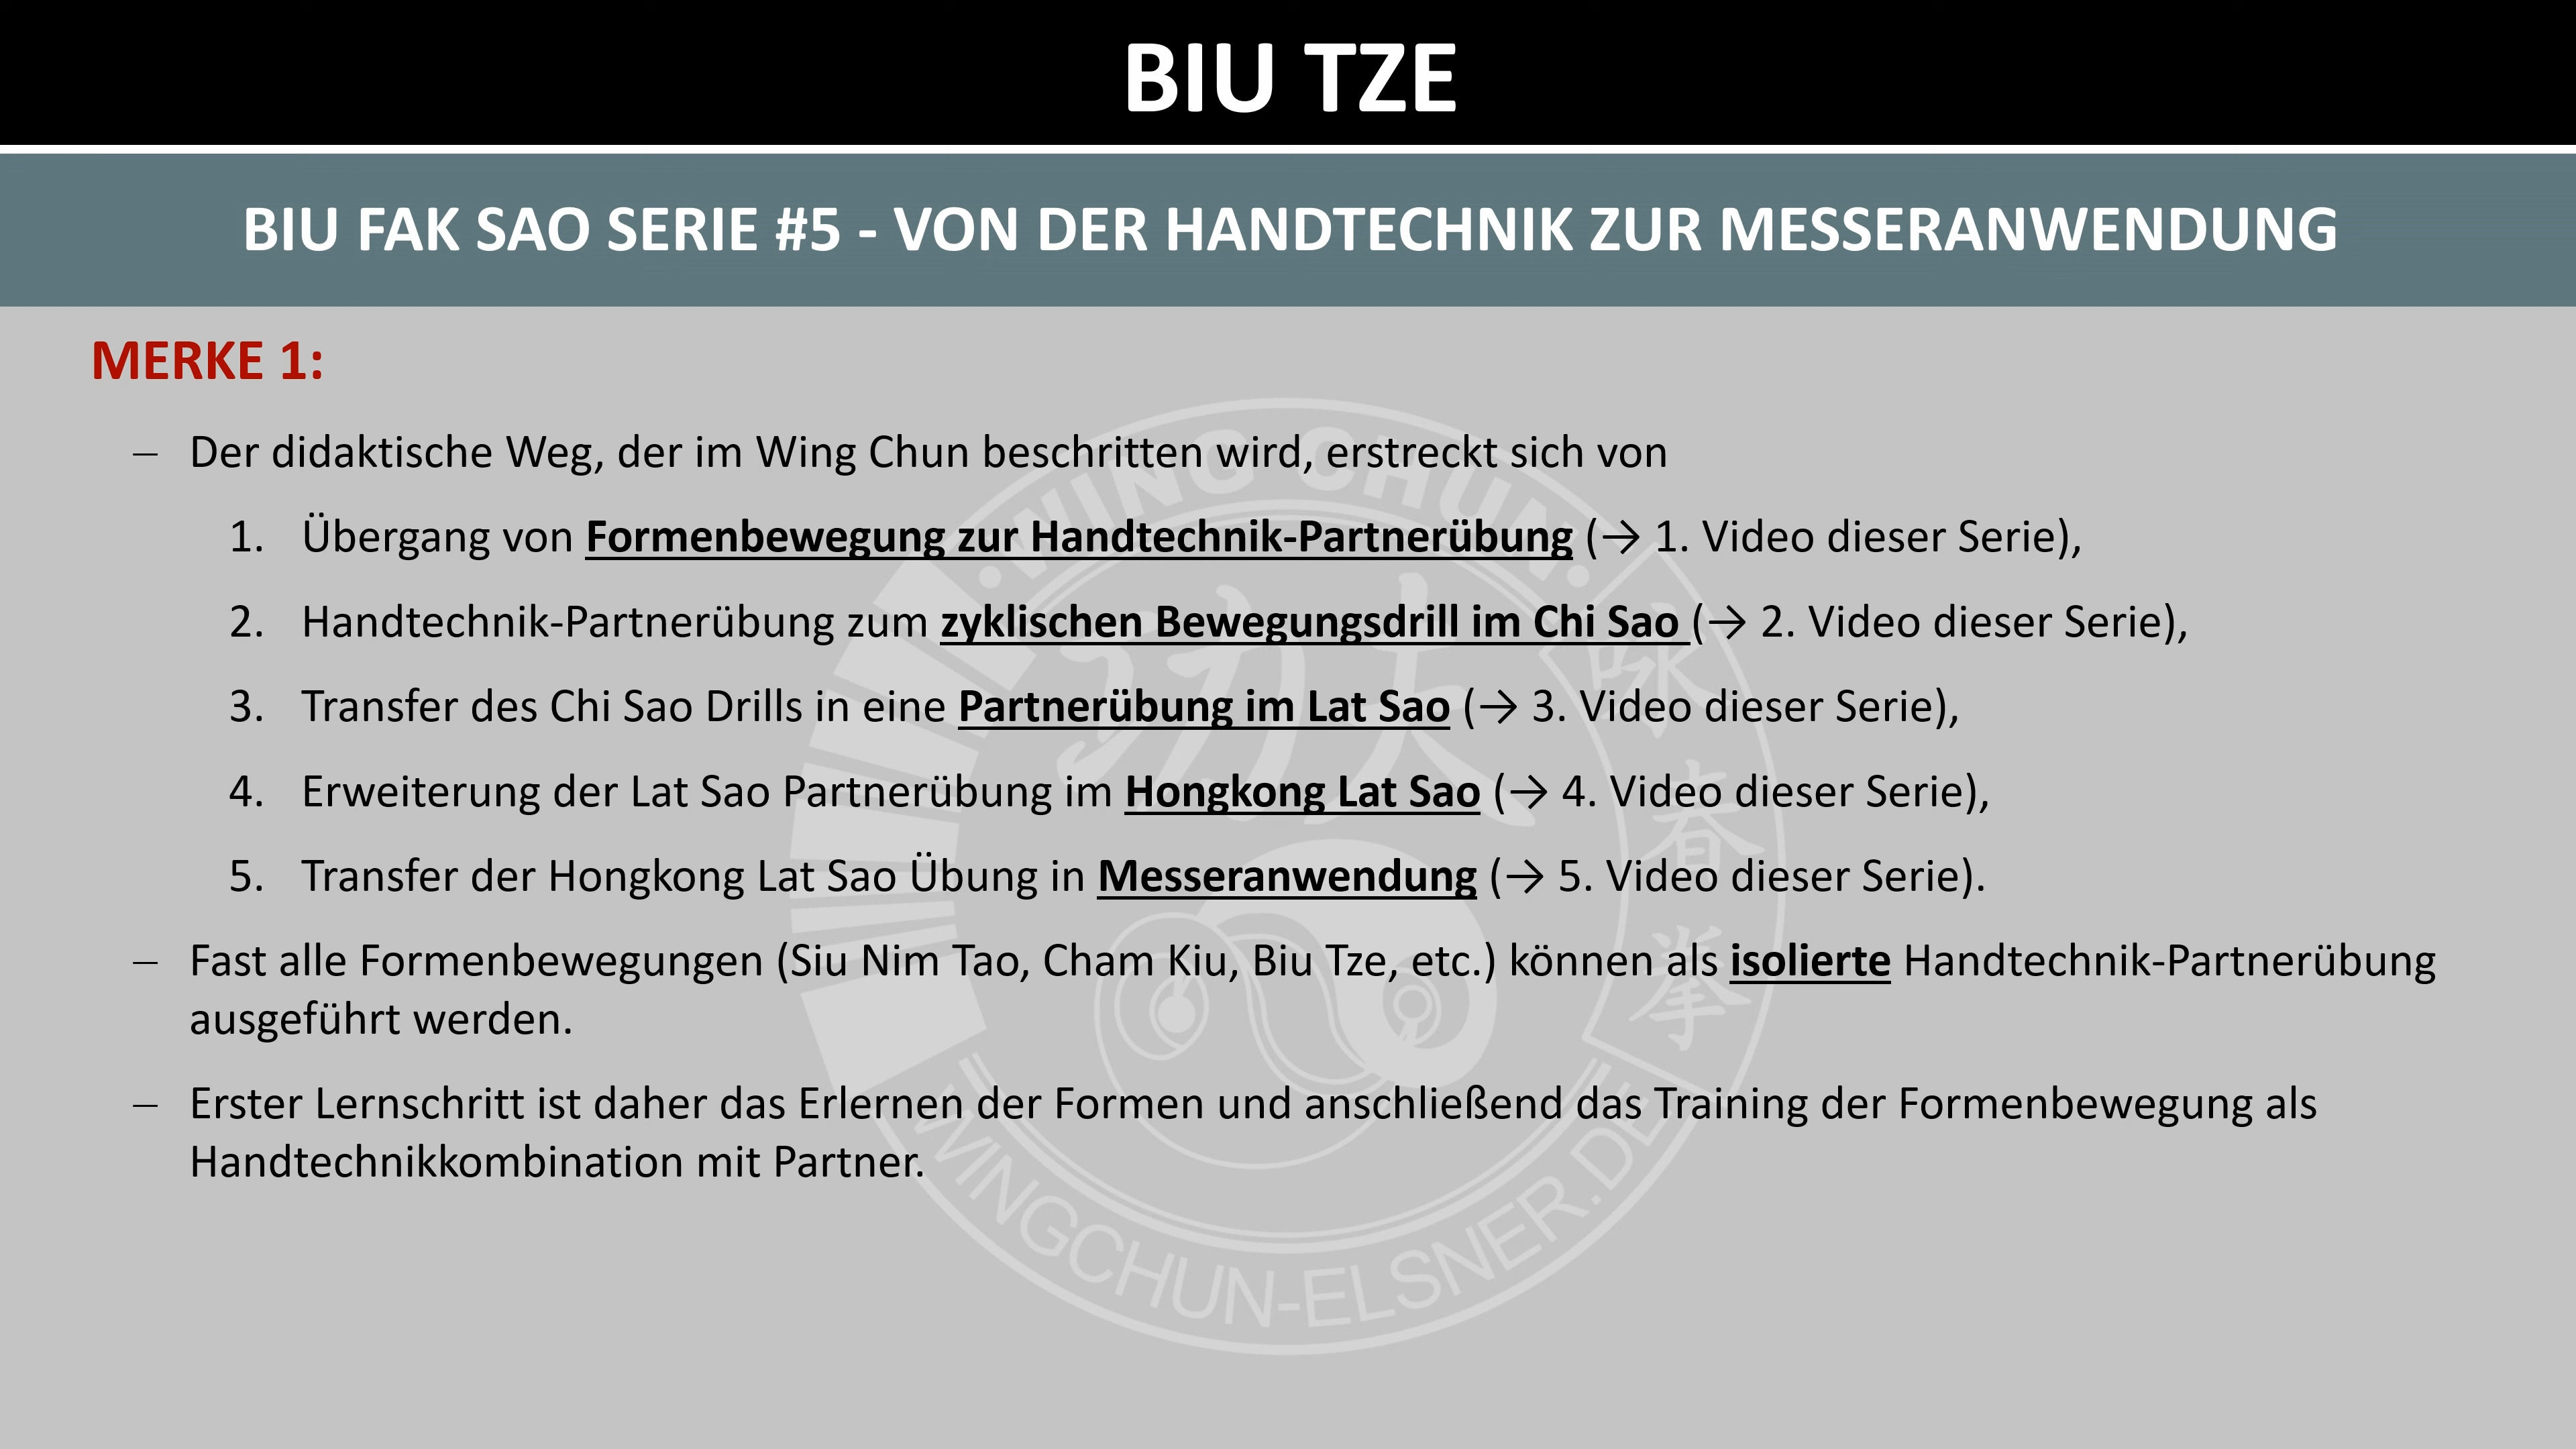 BIU TZE
BIU FAK SAO SERIE #5 - VON DER HANDTECHNIK ZUR MESSERANWENDUNG
MERKE 1:
– Der didaktische Weg, der im Wing Chun beschritten wird, erstreckt sich von
1. Übergang von Formenbewegung zur Handtechnik-Partnerübung (→ 1. Video dieser Serie),
2. Handtechnik-Partnerübung zum zyklischen Bewegungsdrill im Chi Sao (→ 2. Video dieser Serie),
3. Transfer des Chi Sao Drills in eine Partnerübung im Lat Sao (→ 3. Video dieser Serie),
4. Erweiterung der Lat Sao Partnerübung im Hongkong Lat Sao (→ 4. Video dieser Serie),
5. Transfer der Hongkong Lat Sao Übung in Messeranwendung (→ 5. Video dieser Serie).
– Fast alle Formenbewegungen (Siu Nim Tao, Cham Kiu, Biu Tze, etc.) können als isolierte Handtechnik-Partnerübung
ausgeführt werden.
– Erster Lernschritt ist daher das Erlernen der Formen und anschließend das Training der Formenbewegung als
Handtechnikkombination mit Partner.
·WING CHUN·
功夫
咏春拳
WINGCHUN-ELSNER.DE